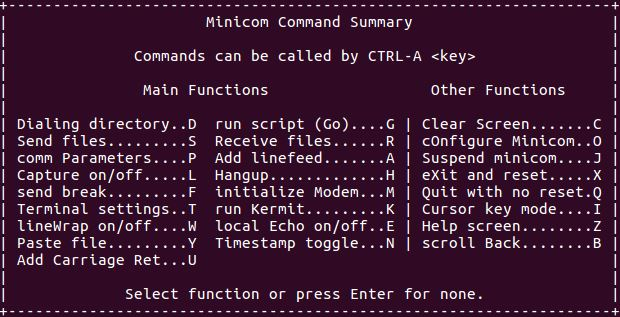 Minicom Command Summary
Commands can be called by CTRL-A <key>
Main Functions Other Functions
Dialing directory..D run script (Go)....G | Clear Screen.......C
Send files.........S Receive files......R | cOnfigure Minicom..O
comm Parameters....P Add linefeed.......A | Suspend minicom....J
Capture on/off.....L Hangup.............H | eXit and reset.....X
send break.........F initialize Modem...M | Quit with no reset.Q
Terminal settings..T run Kermit.........K | Cursor key mode....I
lineWrap on/off....W local Echo on/off..E | Help screen........Z
Paste file.........Y Timestamp toggle...N | scroll Back........B
Add Carriage Ret...U
Select function or press Enter for none.